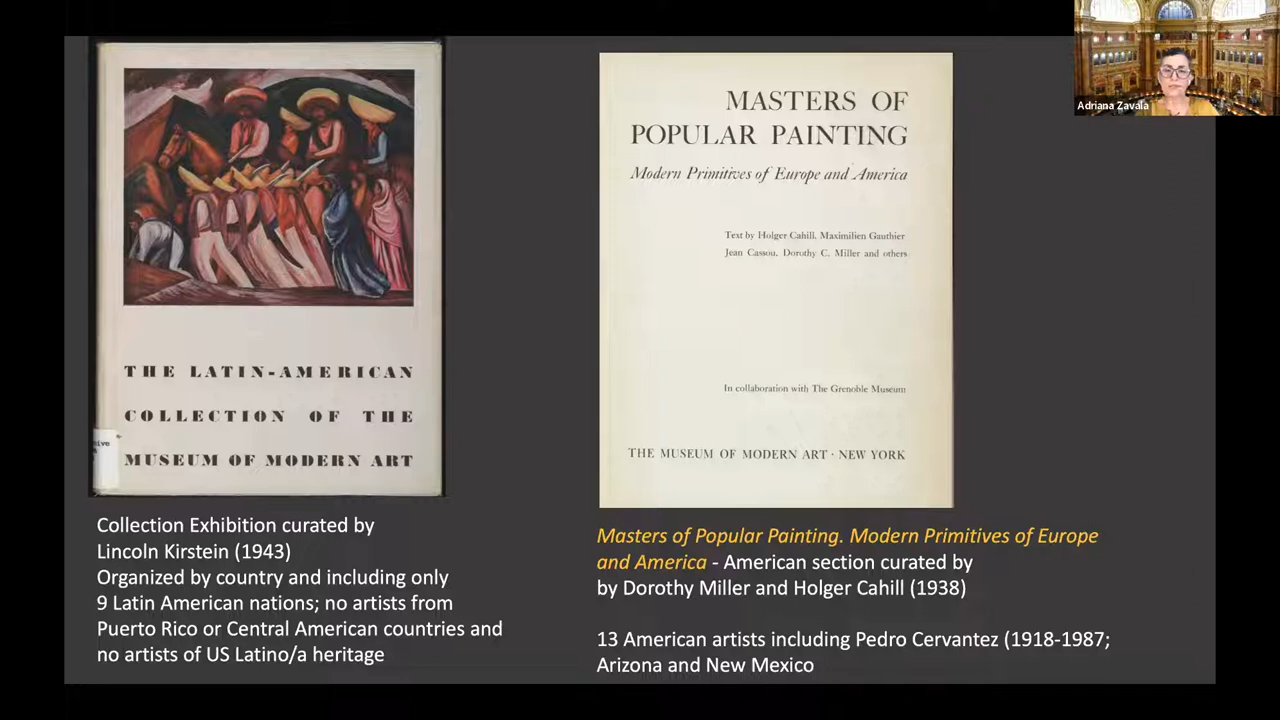 Adriana Zavala
THE LATIN-AMERICAN
COLLECTION OF THE
MUSEUM OF MODERN ART
Collection Exhibition curated by
Lincoln Kirstein (1943)
Organized by country and including only
9 Latin American nations; no artists from
Puerto Rico or Central American countries and
no artists of US Latino/a heritage
MASTERS OF
POPULAR PAINTING
Modern Primitives of Europe and America
Text by Holger Cahill, Maximilien Gauthier
Jean Cassou, Dorothy C. Miller and others
In collaboration with The Grenoble Museum
THE MUSEUM OF MODERN ART · NEW YORK
Masters of Popular Painting. Modern Primitives of Europe
and America - American section curated by
by Dorothy Miller and Holger Cahill (1938)
13 American artists including Pedro Cervantez (1918-1987;
Arizona and New Mexico